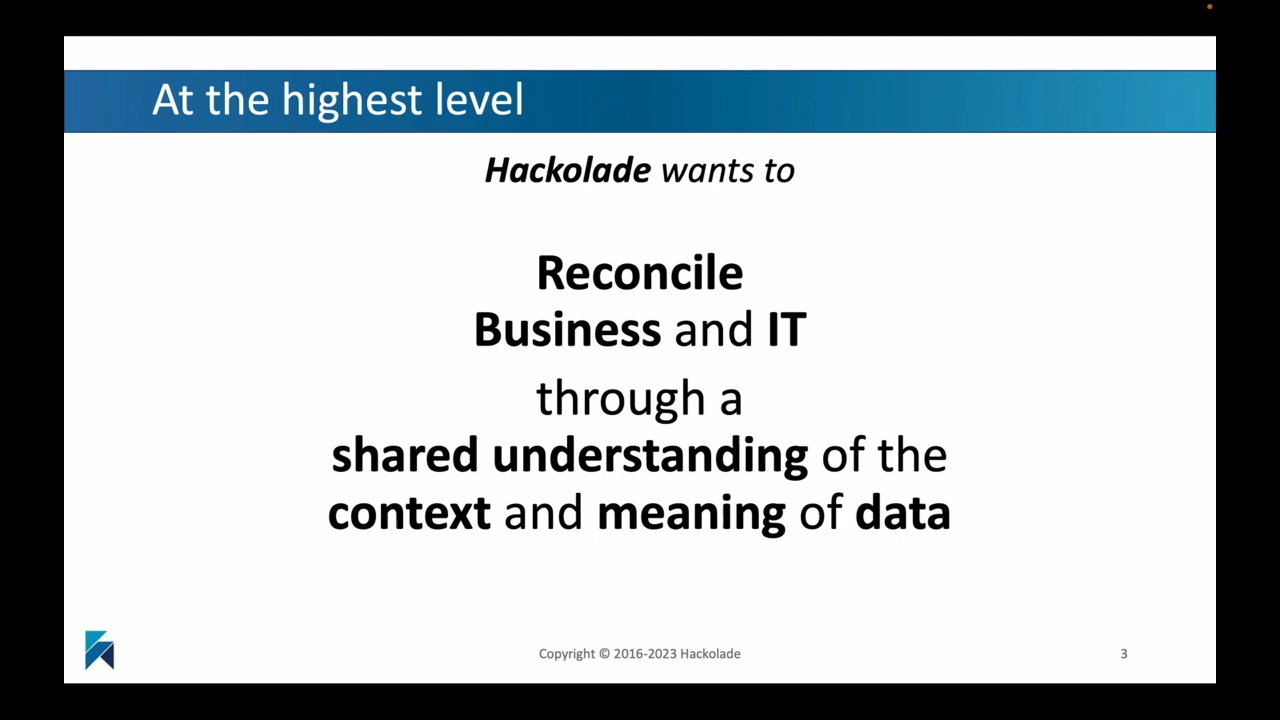 At the highest level
Hackolade wants to
Reconcile
Business and IT
through a
shared understanding of the
context and meaning of data
Copyright © 2016-2023 Hackolade
3